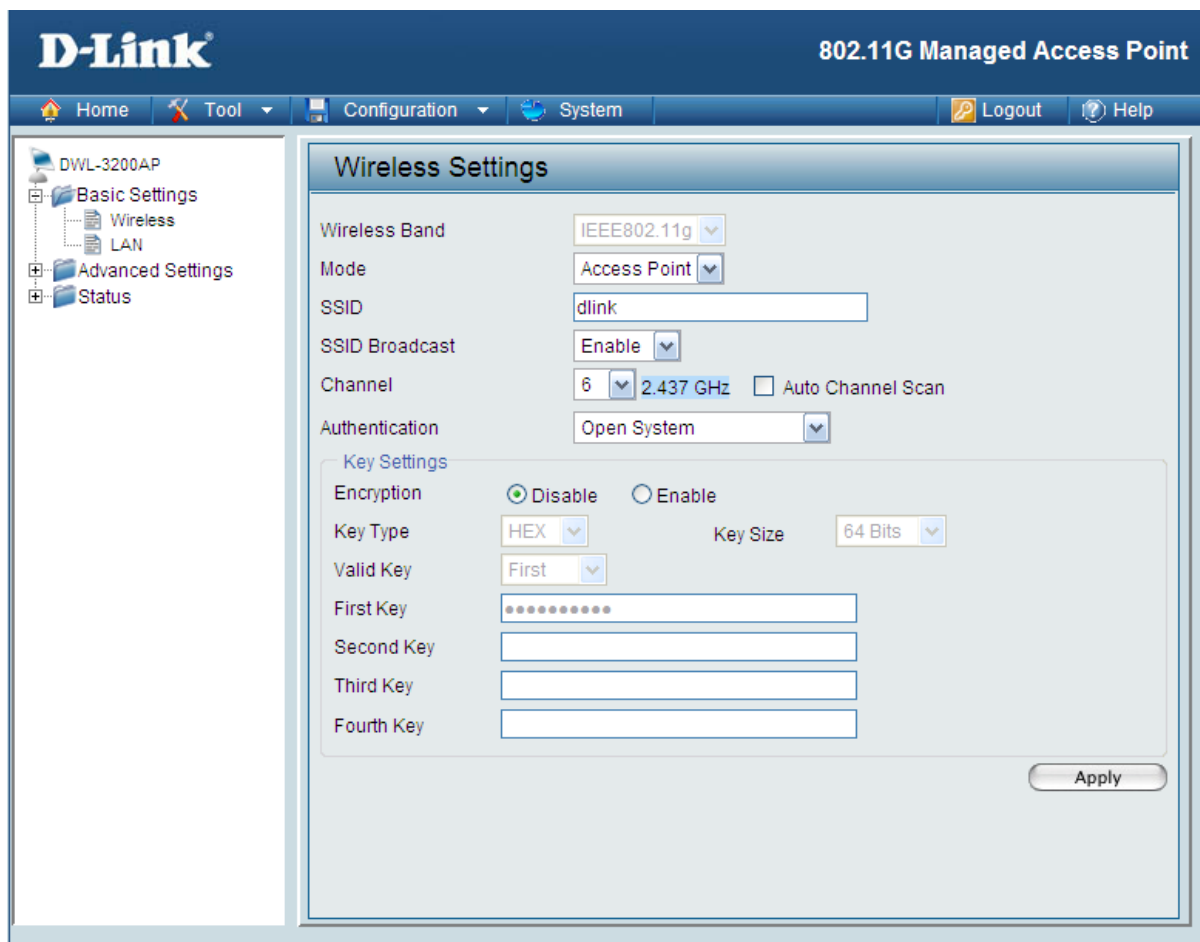 D-Link®
802.11G Managed Access Point
Home Tool Configuration System Logout Help
DWL-3200AP
Basic Settings
Wireless
LAN
Advanced Settings
Status
Wireless Settings
Wireless Band IEEE802.11g
Mode Access Point
SSID dlink
SSID Broadcast Enable
Channel 6 2.437 GHz Auto Channel Scan
Authentication Open System
Key Settings
Encryption Disable Enable
Key Type HEX Key Size 64 Bits
Valid Key First
First Key ●●●●●●●●●●
Second Key
Third Key
Fourth Key
Apply